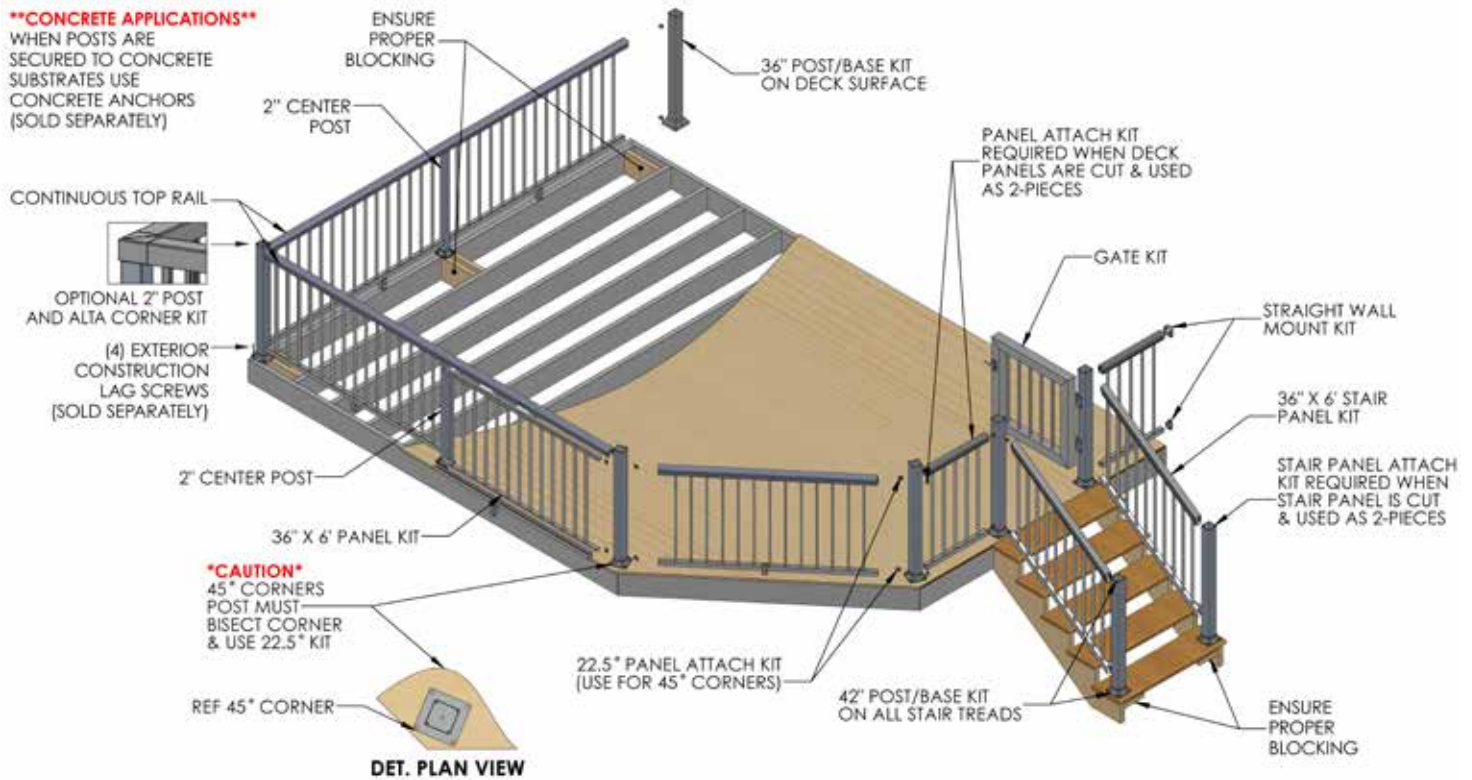 **CONCRETE APPLICATIONS**
WHEN POSTS ARE
SECURED TO CONCRETE
SUBSTRATES USE
CONCRETE ANCHORS
(SOLD SEPARATELY)
ENSURE
PROPER
BLOCKING
36" POST/BASE KIT
ON DECK SURFACE
2" CENTER
POST
PANEL ATTACH KIT
REQUIRED WHEN DECK
PANELS ARE CUT & USED
AS 2-PIECES
CONTINUOUS TOP RAIL
GATE KIT
OPTIONAL 2" POST
AND ALTA CORNER KIT
STRAIGHT WALL
MOUNT KIT
(4) EXTERIOR
CONSTRUCTION
LAG SCREWS
(SOLD SEPARATELY)
36" X 6' STAIR
PANEL KIT
2" CENTER POST
STAIR PANEL ATTACH
KIT REQUIRED WHEN
STAIR PANEL IS CUT
& USED AS 2-PIECES
36" X 6' PANEL KIT
*CAUTION*
45° CORNERS
POST MUST
BISECT CORNER
& USE 22.5° KIT
22.5° PANEL ATTACH KIT
(USE FOR 45° CORNERS)
42" POST/BASE KIT
ON ALL STAIR TREADS
REF 45° CORNER
ENSURE
PROPER
BLOCKING
DET. PLAN VIEW